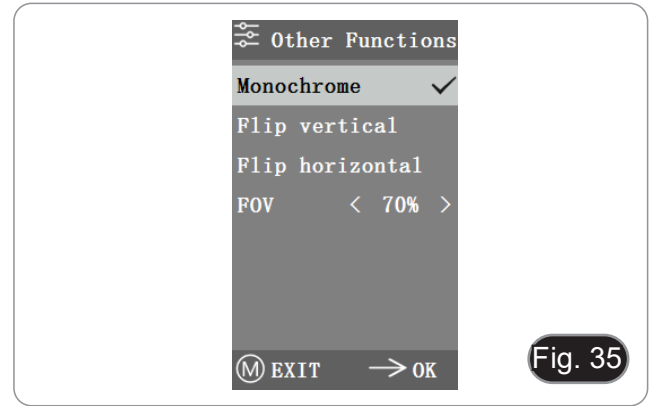 Other Functions
Monochrome
Flip vertical
Flip horizontal
FOV < 70% >
M EXIT → OK
Fig. 35